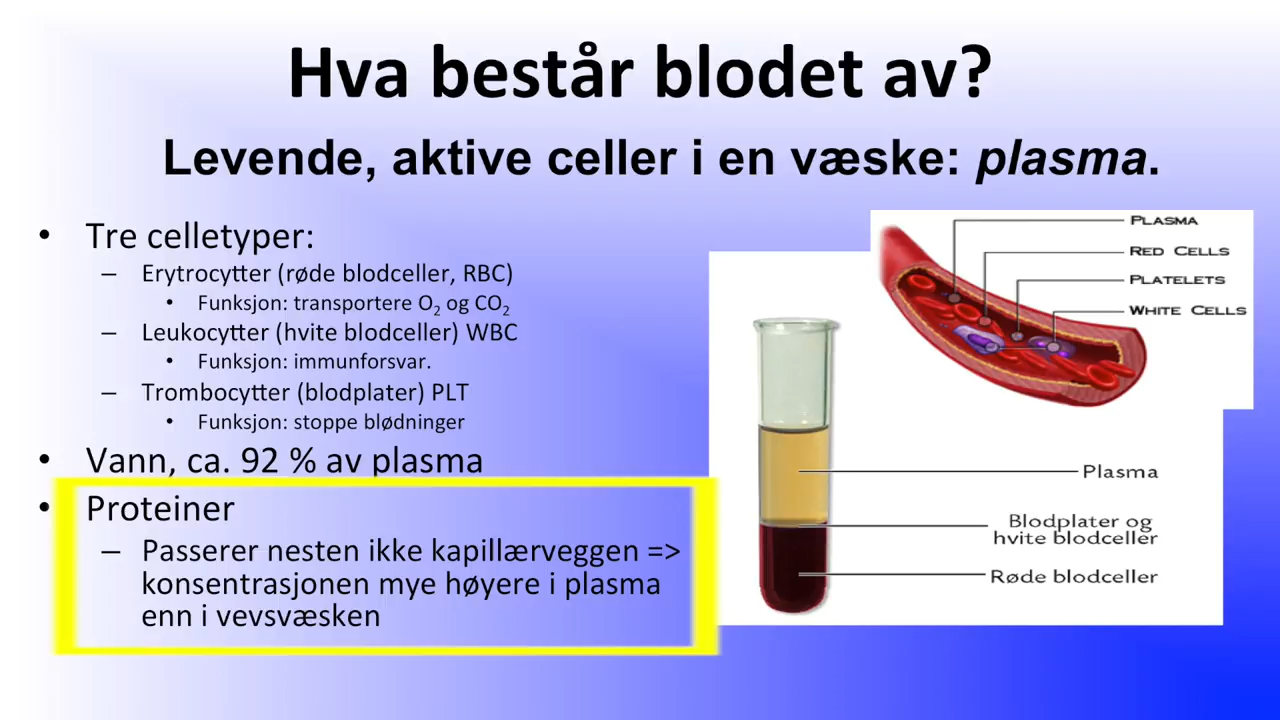 Hva består blodet av?
Levende, aktive celler i en væske: plasma.
• Tre celletyper:
– Erytrocytter (røde blodceller, RBC)
• Funksjon: transportere O₂ og CO₂
– Leukocytter (hvite blodceller) WBC
• Funksjon: immunforsvar.
– Trombocytter (blodplater) PLT
• Funksjon: stoppe blødninger
• Vann, ca. 92 % av plasma
• Proteiner
– Passerer nesten ikke kapillærveggen =>
konsentrasjonen mye høyere i plasma
enn i vevsvæsken
PLASMA
RED CELLS
PLATELETS
WHITE CELLS
Plasma
Blodplater og
hvite blodceller
Røde blodceller